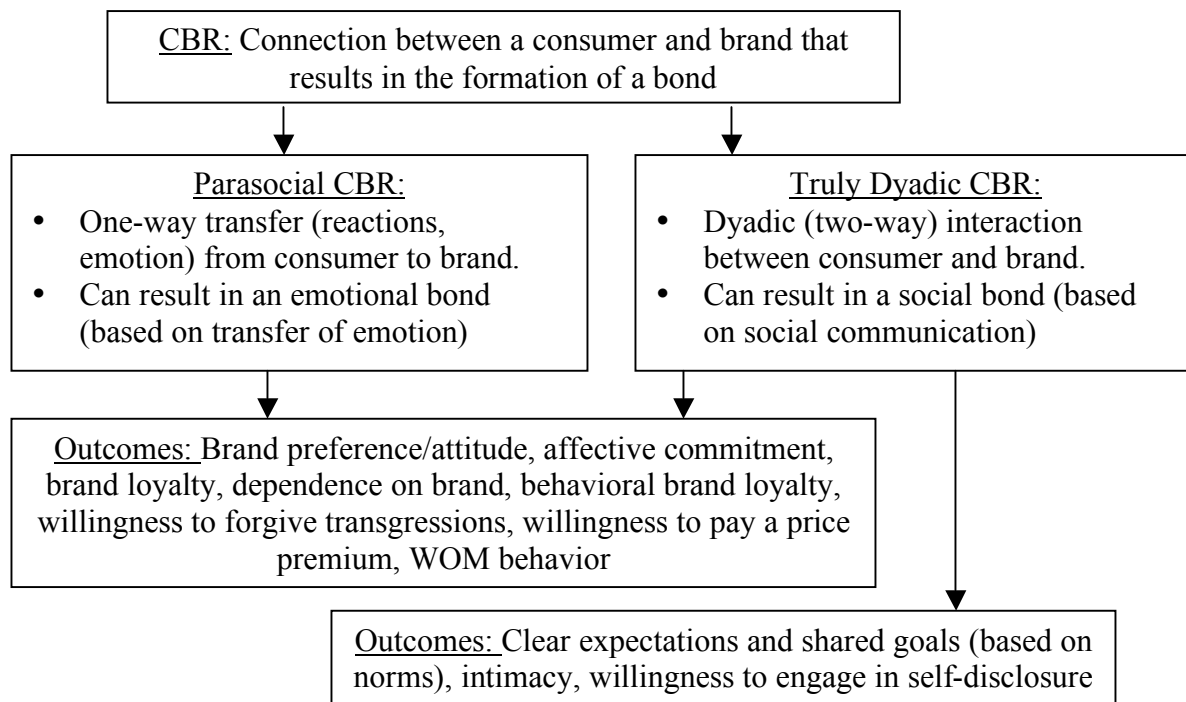 CBR: Connection between a consumer and brand that
results in the formation of a bond
Parasocial CBR:
• One-way transfer (reactions,
emotion) from consumer to brand.
• Can result in an emotional bond
(based on transfer of emotion)
Truly Dyadic CBR:
• Dyadic (two-way) interaction
between consumer and brand.
• Can result in a social bond (based
on social communication)
Outcomes: Brand preference/attitude, affective commitment,
brand loyalty, dependence on brand, behavioral brand loyalty,
willingness to forgive transgressions, willingness to pay a price
premium, WOM behavior
Outcomes: Clear expectations and shared goals (based on
norms), intimacy, willingness to engage in self-disclosure